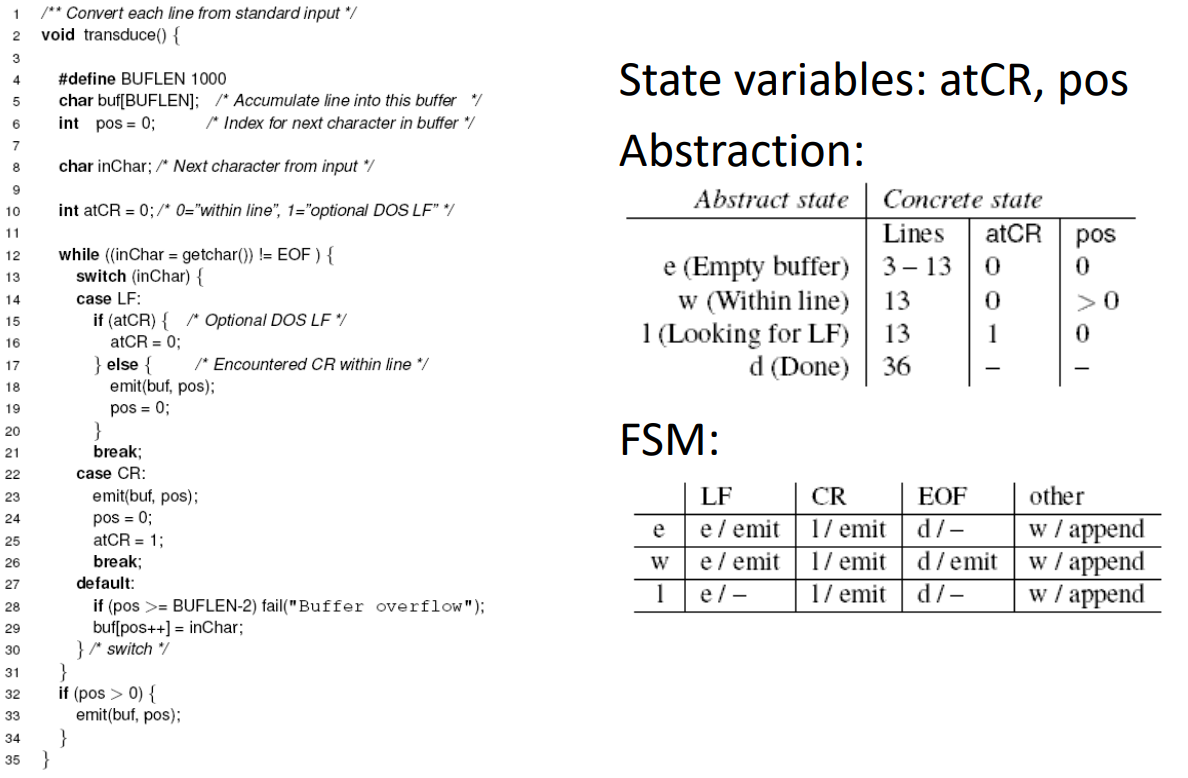 1 /** Convert each line from standard input */
2 void transduce() {
3
4 #define BUFLEN 1000
5 char buf[BUFLEN]; /* Accumulate line into this buffer */
6 int pos = 0; /* Index for next character in buffer */
7
8 char inChar; /* Next character from input */
9
10 int atCR = 0; /* 0="within line", 1="optional DOS LF" */
11
12 while ((inChar = getchar()) != EOF ) {
13 switch (inChar) {
14 case LF:
15 if (atCR) { /* Optional DOS LF */
16 atCR = 0;
17 } else { /* Encountered CR within line */
18 emit(buf, pos);
19 pos = 0;
20 }
21 break;
22 case CR:
23 emit(buf, pos);
24 pos = 0;
25 atCR = 1;
26 break;
27 default:
28 if (pos >= BUFLEN-2) fail("Buffer overflow");
29 buf[pos++] = inChar;
30 } /* switch */
31 }
32 if (pos > 0) {
33 emit(buf, pos);
34 }
35 }
State variables: atCR, pos
Abstraction:
Abstract state Concrete state
Lines atCR pos
e (Empty buffer) 3 – 13 0 0
w (Within line) 13 0 > 0
l (Looking for LF) 13 1 0
d (Done) 36 – –
FSM:
LF CR EOF other
e e / emit l / emit d / – w / append
w e / emit l / emit d / emit w / append
l e / – l / emit d / – w / append